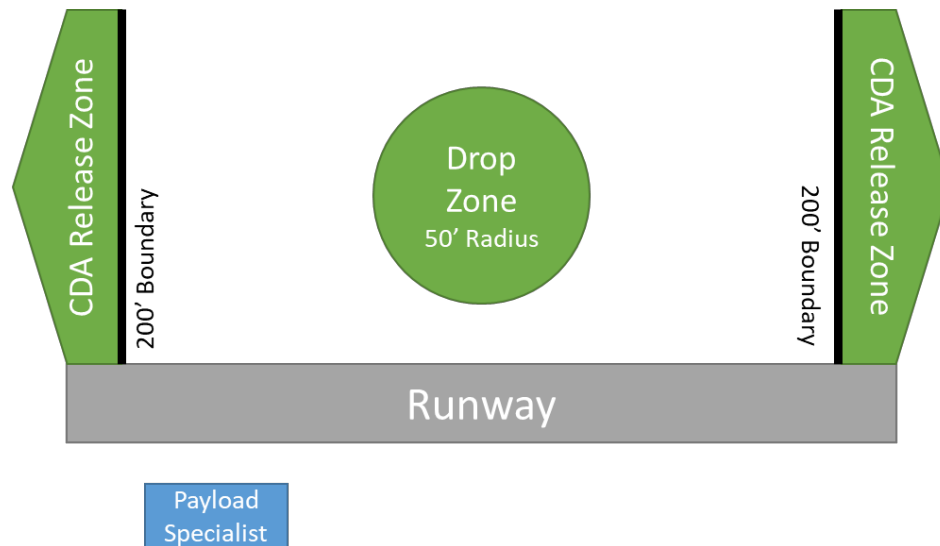 CDA Release Zone
200’ Boundary
Drop
Zone
50’ Radius
200’ Boundary
CDA Release Zone
Runway
Payload
Specialist